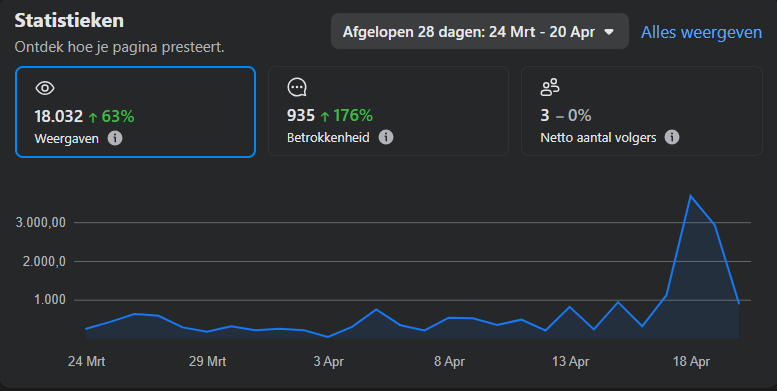 Statistieken
Ontdek hoe je pagina presteert.
Afgelopen 28 dagen: 24 Mrt - 20 Apr
Alles weergeven
18.032 ↑ 63%
Weergaven
935 ↑ 176%
Betrokkenheid
3 – 0%
Netto aantal volgers
3.000,00
2.000,0
1.000
24 Mrt 29 Mrt 3 Apr 8 Apr 13 Apr 18 Apr